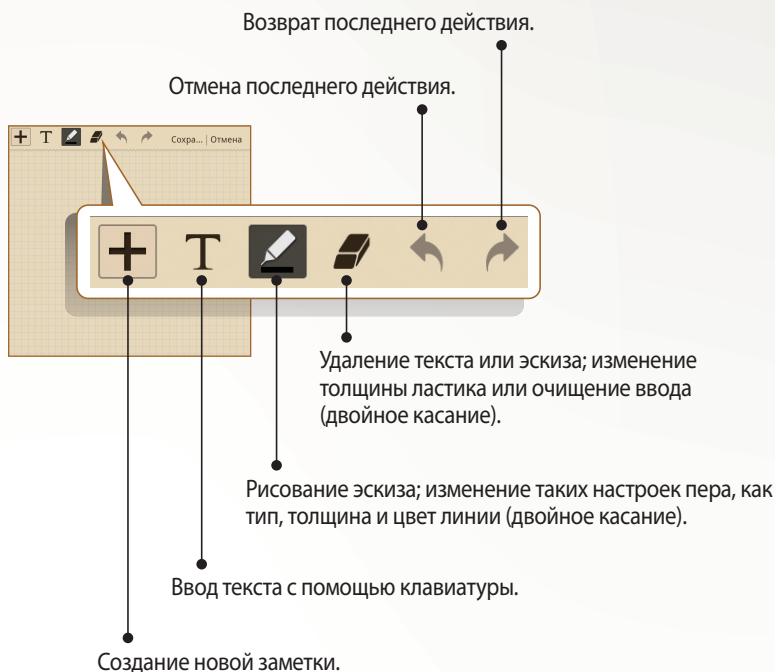 Возврат последнего действия.
Отмена последнего действия.
T
Сохра... | Отмена
T
Удаление текста или эскиза; изменение
толщины ластика или очищение ввода
(двойное касание).
Рисование эскиза; изменение таких настроек пера, как
тип, толщина и цвет линии (двойное касание).
Ввод текста с помощью клавиатуры.
Создание новой заметки.